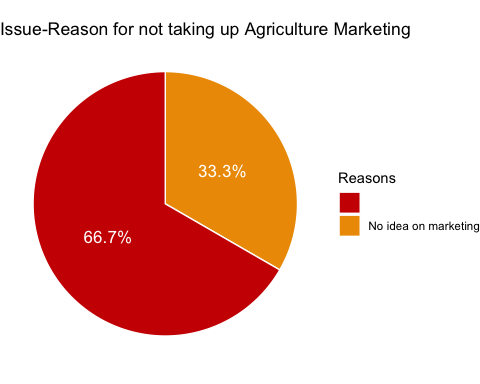 Issue-Reason for not taking up Agriculture Marketing
33.3%
66.7%
Reasons
No idea on marketing